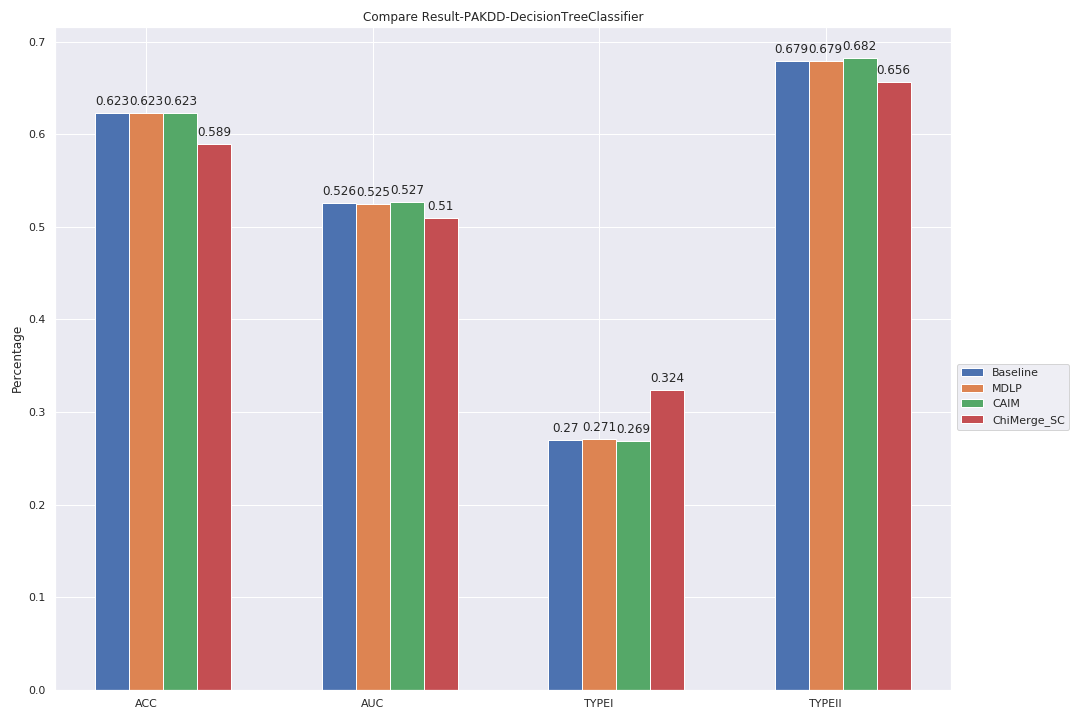 Compare Result-PAKDD-DecisionTreeClassifier
Percentage
0.7
0.6
0.5
0.4
0.3
0.2
0.1
0.0
0.623 0.623 0.623 0.589
0.526 0.525 0.527 0.51
0.27 0.271 0.269 0.324
0.679 0.679 0.682 0.656
ACC AUC TYPEI TYPEII
Baseline
MDLP
CAIM
ChiMerge_SC